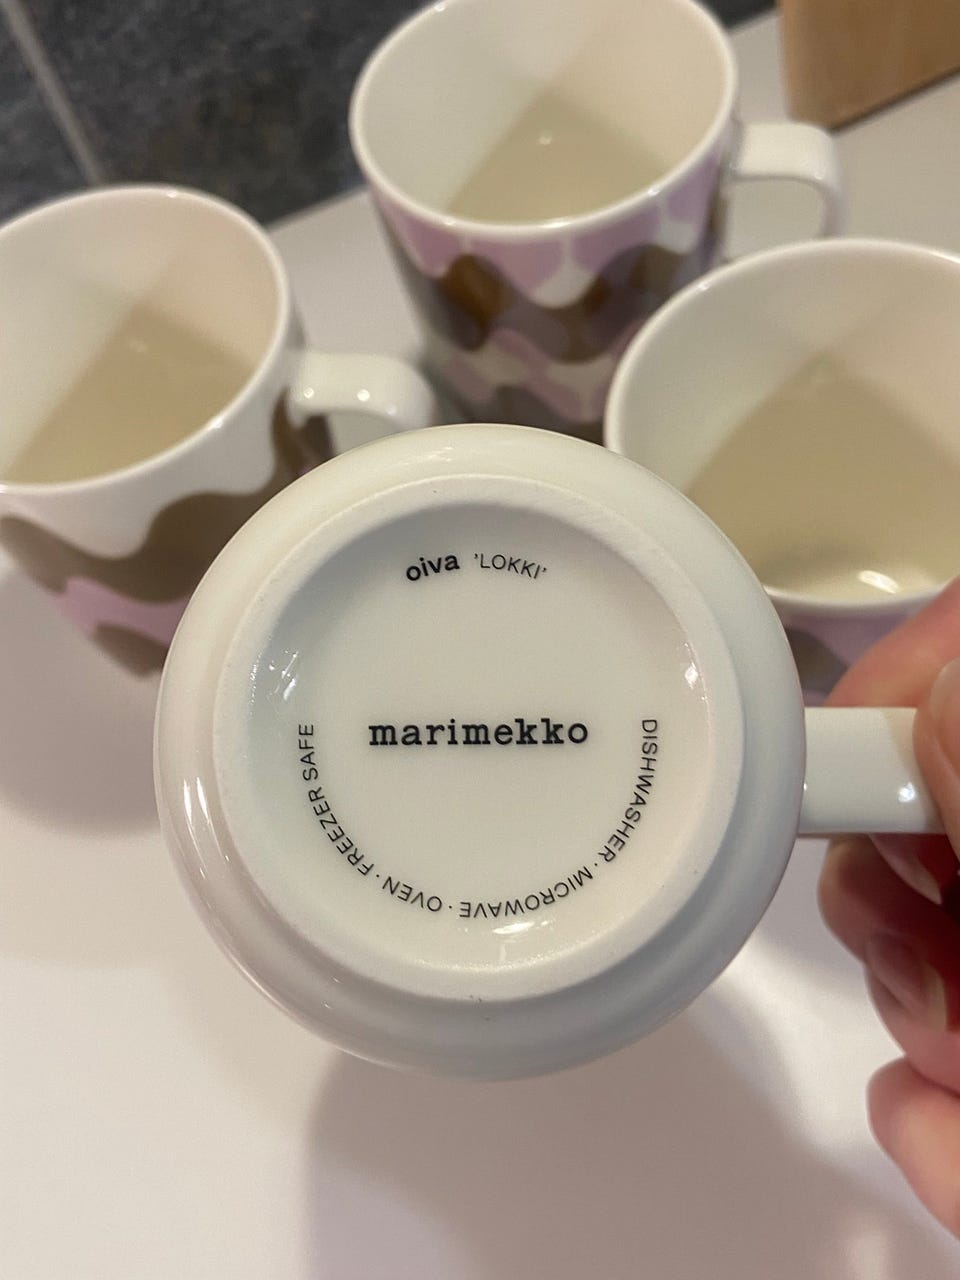 oiva 'LOKKI'
marimekko
DISHWASHER · MICROWAVE · OVEN · FREEZER SAFE